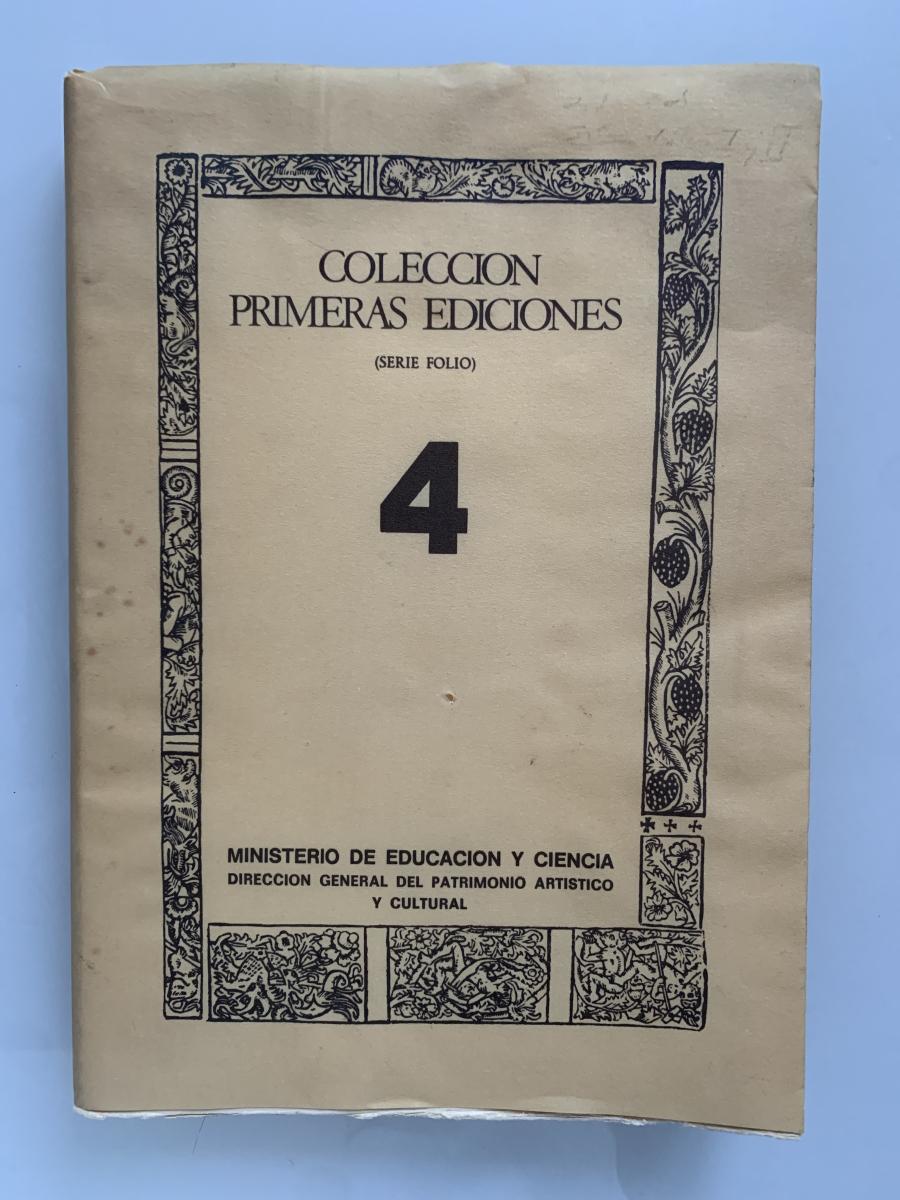 COLECCION
PRIMERAS EDICIONES
(SERIE FOLIO)
4
MINISTERIO DE EDUCACION Y CIENCIA
DIRECCION GENERAL DEL PATRIMONIO ARTISTICO
Y CULTURAL